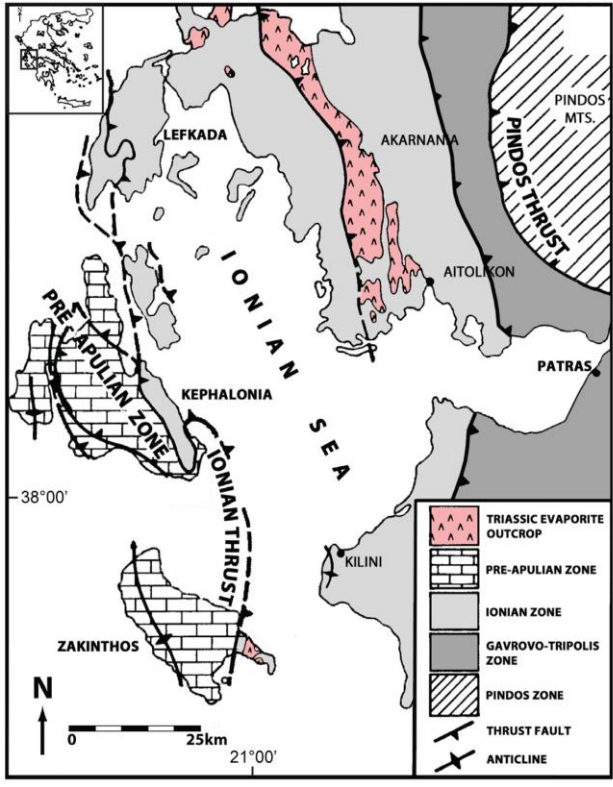 LEFKADA
AKARNANIA
PINDOS
MTS.
PINDOS THRUST
AITOLIKON
IONIAN SEA
PRE-APULIAN ZONE
KEPHALONIA
PATRAS
IONIAN THRUST
38°00'
KILINI
ZAKINTHOS
N
0 25km
21°00'
TRIASSIC EVAPORITE
OUTCROP
PRE-APULIAN ZONE
IONIAN ZONE
GAVROVO-TRIPOLIS
ZONE
PINDOS ZONE
THRUST FAULT
ANTICLINE